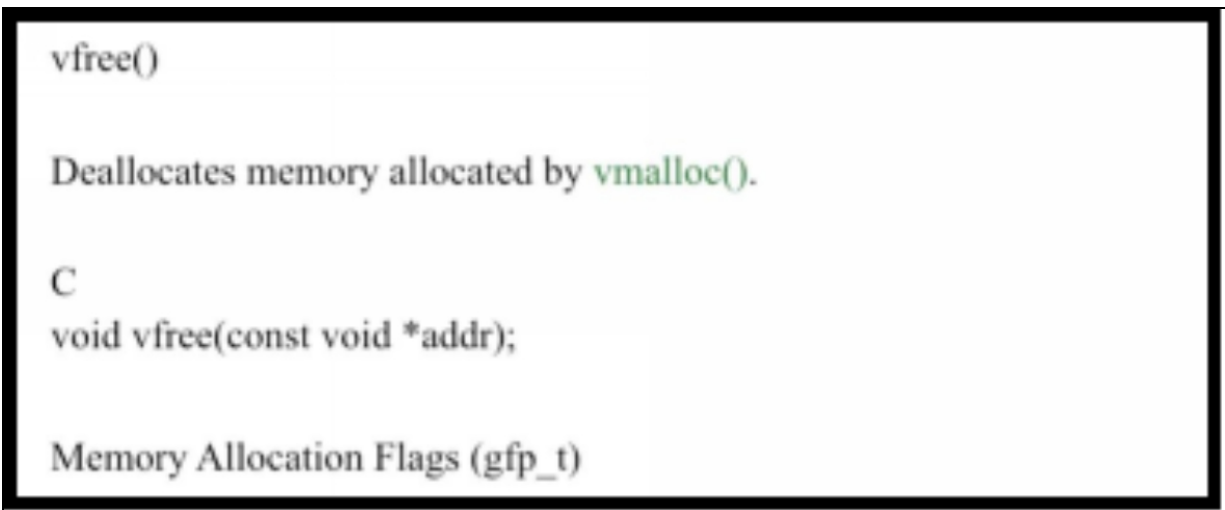 vfree()
Deallocates memory allocated by vmalloc().
C
void vfree(const void *addr);
Memory Allocation Flags (gfp_t)